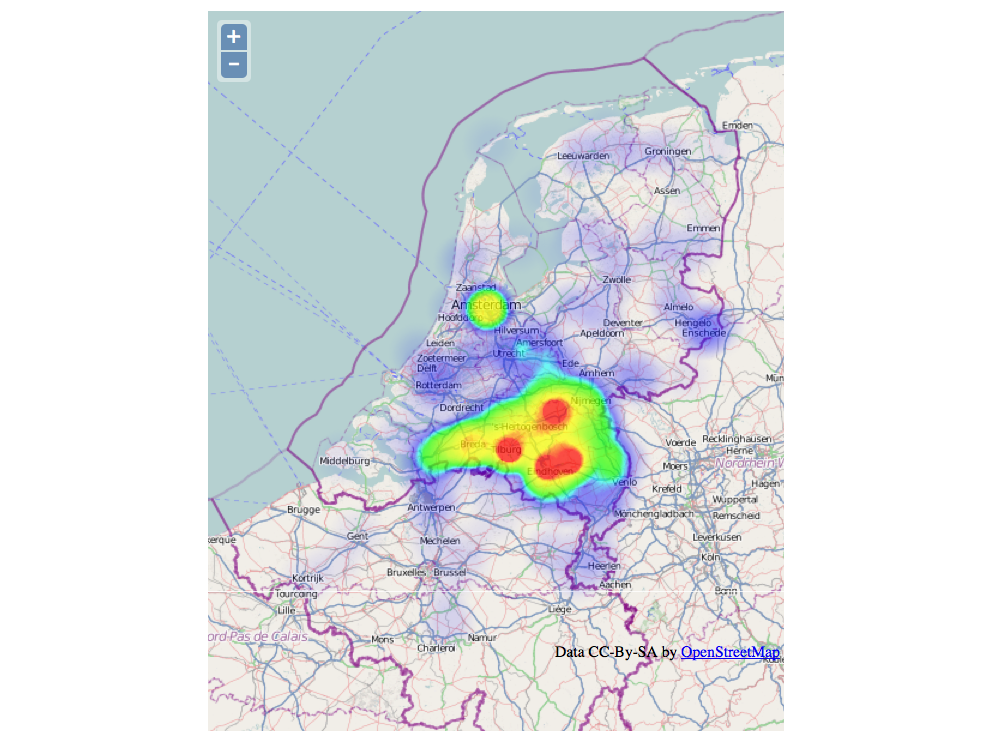 +
−
Emden
Groningen
Leeuwarden
Assen
Emmen
Zwolle
Zaanstad
Amsterdam
Hoofddorp
Almelo
Hengelo
Enschede
Deventer
Apeldoorn
Hilversum
Amersfoort
Leiden
Utrecht
Zoetermeer
Delft
Ede
Arnhem
Rotterdam
Nijmegen
Dordrecht
's-Hertogenbosch
Breda
Tilburg
Eindhoven
Middelburg
Venlo
Voerde
Recklinghausen
Herne
Moers
Nordrhein-W
Krefeld
Hagen
Wuppertal
Remscheid
Mönchengladbach
Leverkusen
Köln
Bonn
Brugge
Antwerpen
Gent
Mechelen
erque
Bruxelles - Brussel
Heerlen
Aachen
Kortrijk
Tourcoing
Lille
Liège
ord-Pas de Calais
Mons
Namur
Charleroi
Data CC-By-SA by OpenStreetMap